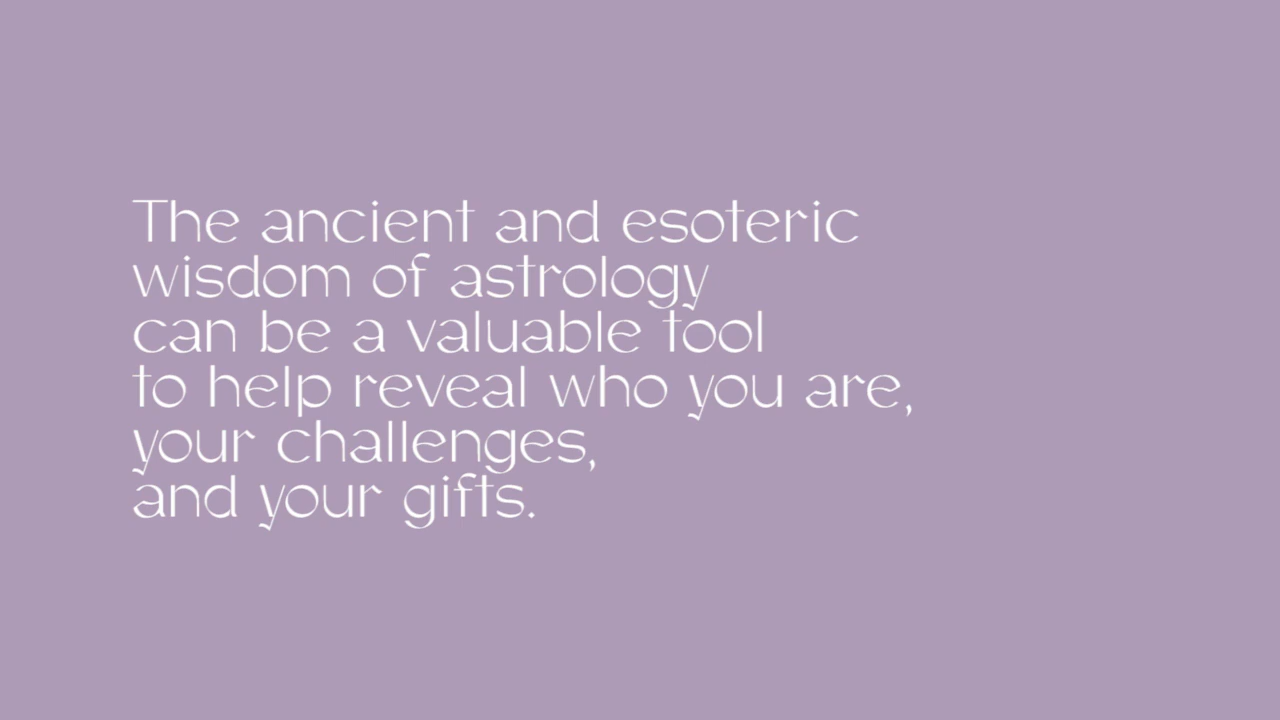 The ancient and esoteric
wisdom of astrology
can be a valuable tool
to help reveal who you are,
your challenges,
and your gifts.